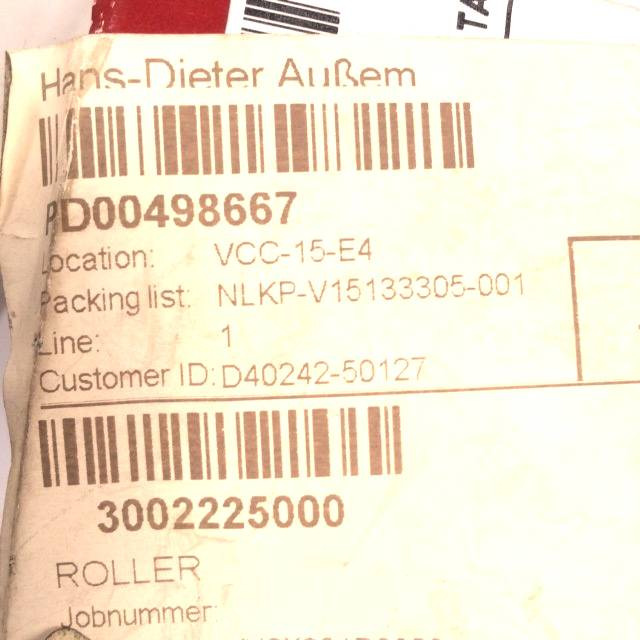 TA
Hans-Dieter Außem
PD00498667
Location: VCC-15-E4
Packing list: NLKP-V15133305-001
Line: 1
Customer ID: D40242-50127
3002225000
ROLLER
Jobnummer: